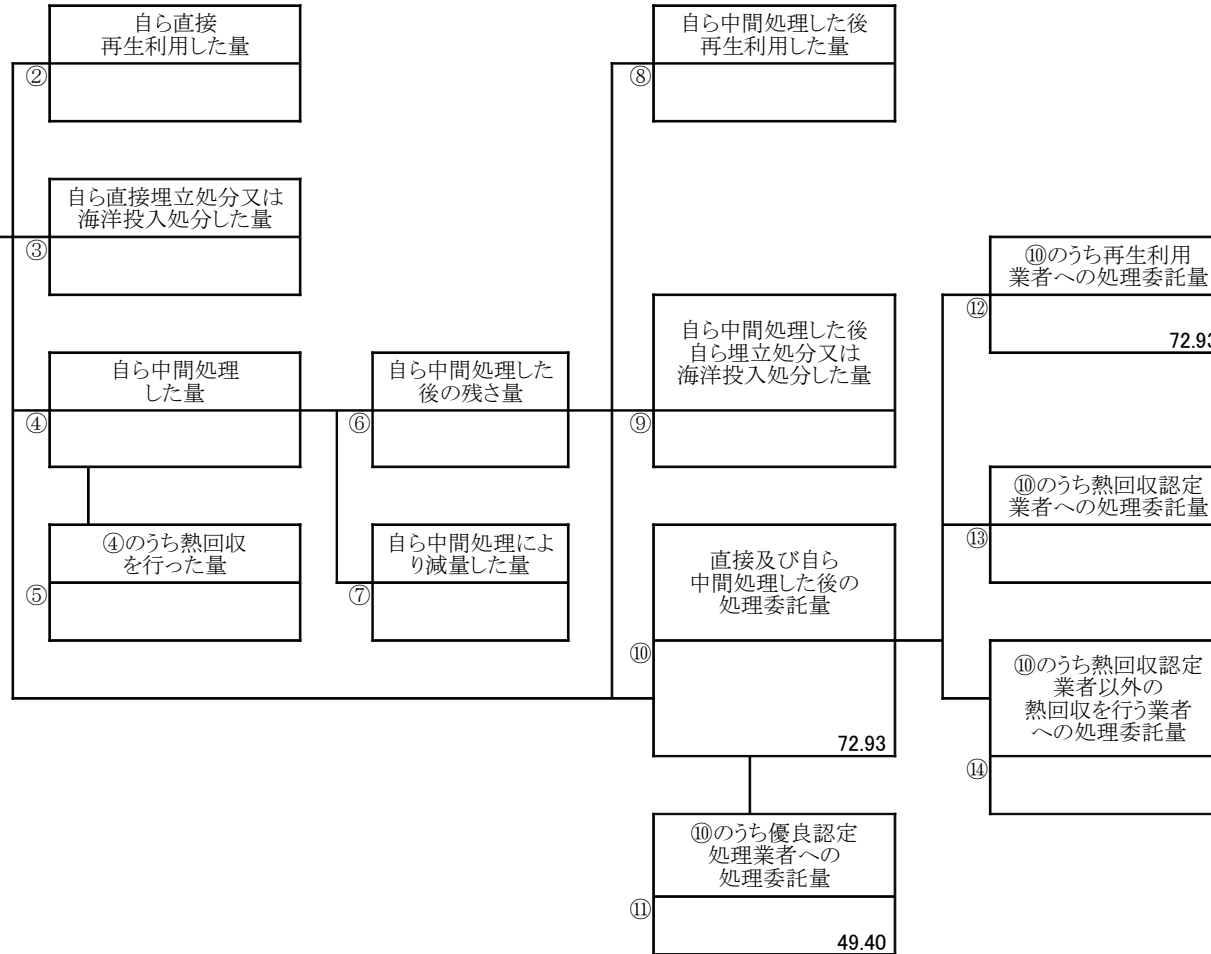 自ら直接
再生利用した量
②
自ら中間処理した後
再生利用した量
⑧
自ら直接埋立処分又は
海洋投入処分した量
③
⑩のうち再生利用
業者への処理委託量
⑫
72.93
自ら中間処理した後
自ら埋立処分又は
海洋投入処分した量
⑨
自ら中間処理
した量
④
自ら中間処理した
後の残さ量
⑥
⑩のうち熱回収認定
業者への処理委託量
⑬
④のうち熱回収
を行った量
⑤
自ら中間処理によ
り減量した量
⑦
直接及び自ら
中間処理した後の
処理委託量
⑩
72.93
⑩のうち熱回収認定
業者以外の
熱回収を行う業者
への処理委託量
⑭
⑩のうち優良認定
処理業者への
処理委託量
⑪
49.40